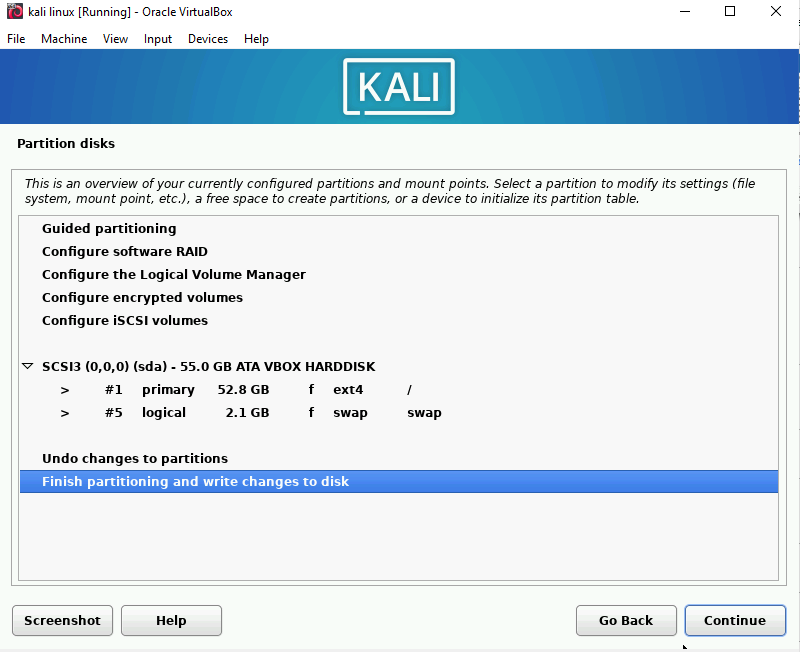 kali linux [Running] - Oracle VirtualBox
File Machine View Input Devices Help
KALI
Partition disks
This is an overview of your currently configured partitions and mount points. Select a partition to modify its settings (file
system, mount point, etc.), a free space to create partitions, or a device to initialize its partition table.
Guided partitioning
Configure software RAID
Configure the Logical Volume Manager
Configure encrypted volumes
Configure iSCSI volumes
SCSI3 (0,0,0) (sda) - 55.0 GB ATA VBOX HARDDISK
> #1 primary 52.8 GB f ext4 /
> #5 logical 2.1 GB f swap swap
Undo changes to partitions
Finish partitioning and write changes to disk
Screenshot Help Go Back Continue